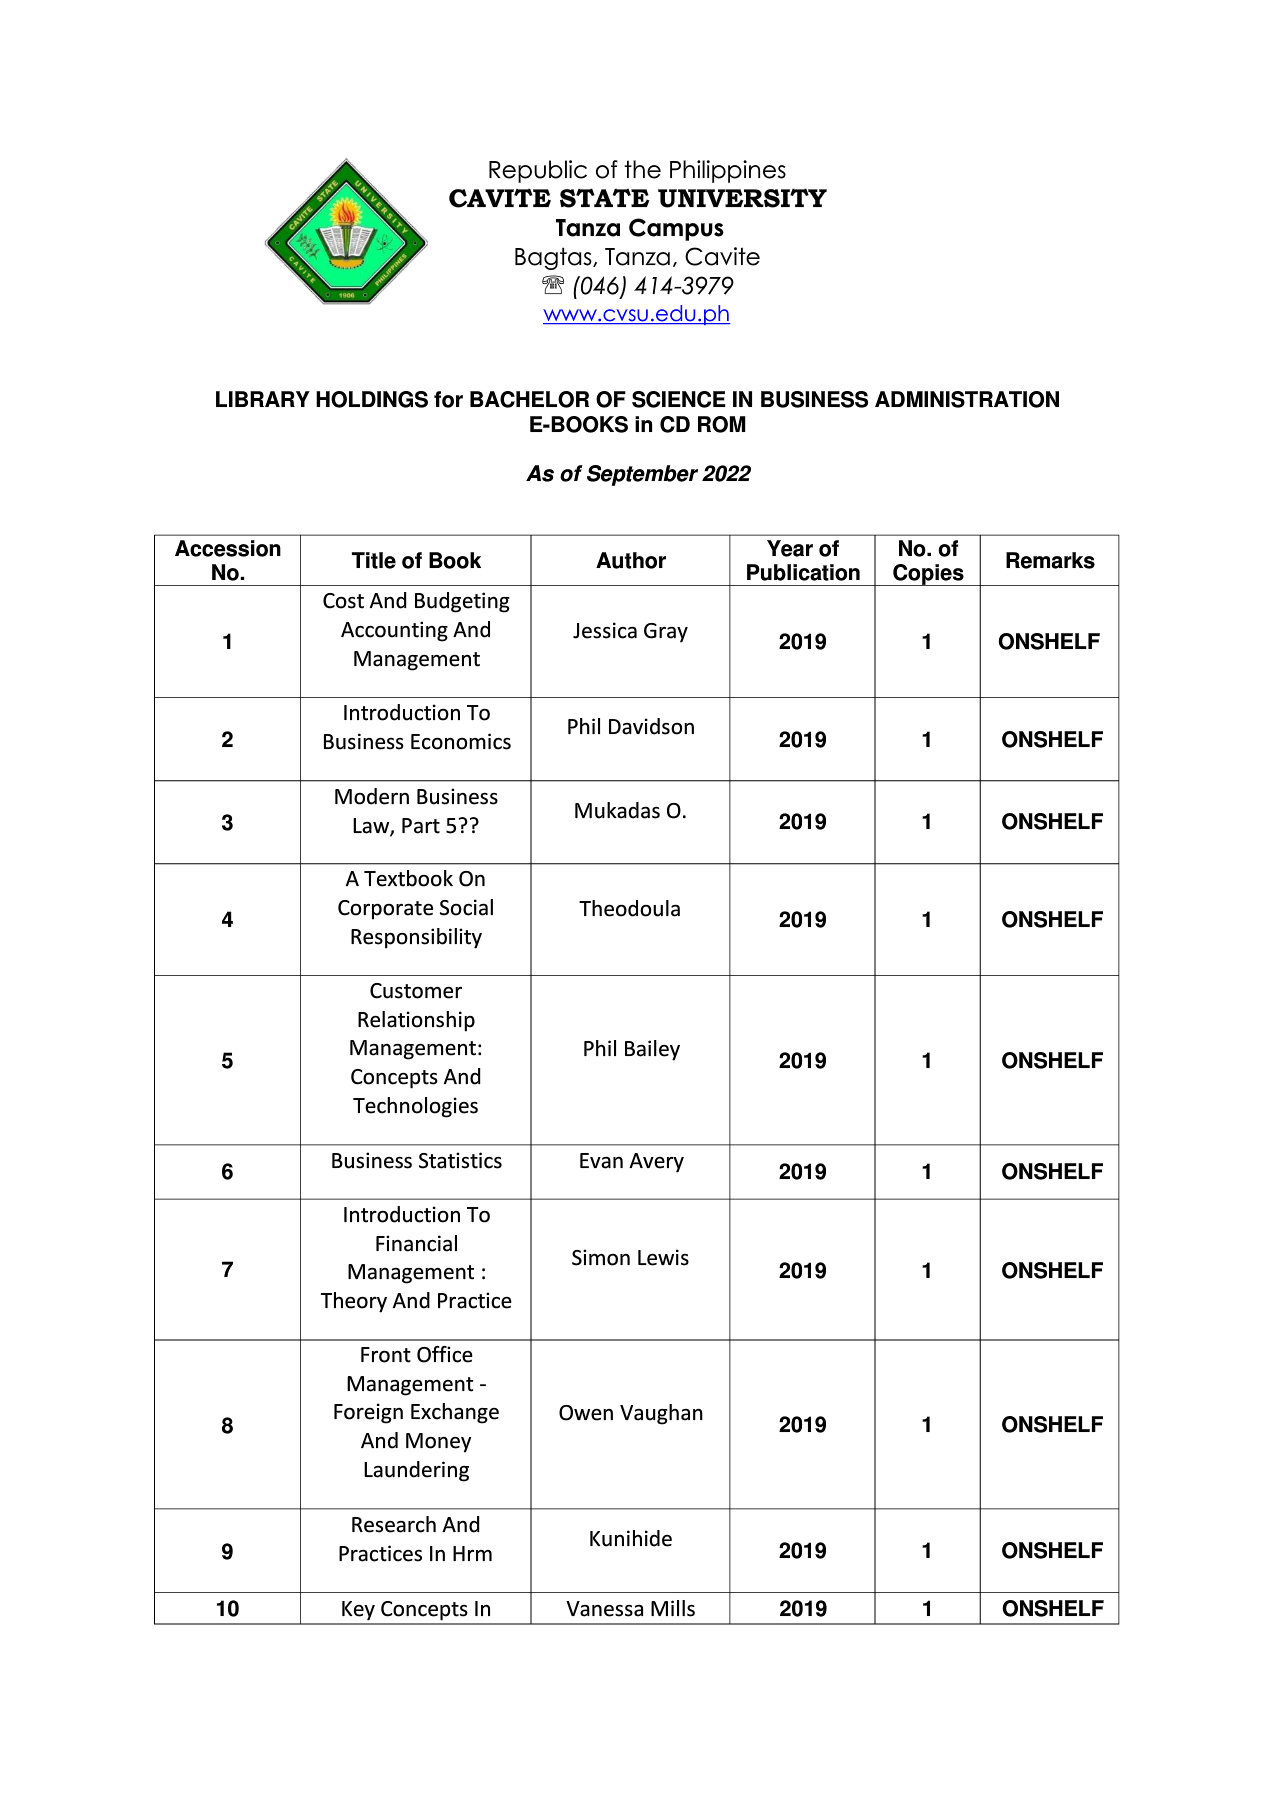 Republic of the Philippines
CAVITE STATE UNIVERSITY
Tanza Campus
Bagtas, Tanza, Cavite
☏ (046) 414-3979
www.cvsu.edu.ph
CAVITE STATE UNIVERSITY
CAVITE PHILIPPINES
1906
LIBRARY HOLDINGS for BACHELOR OF SCIENCE IN BUSINESS ADMINISTRATION
E-BOOKS in CD ROM
As of September 2022
Accession No. Title of Book Author Year of Publication No. of Copies Remarks
1 Cost And Budgeting Accounting And Management Jessica Gray 2019 1 ONSHELF
2 Introduction To Business Economics Phil Davidson 2019 1 ONSHELF
3 Modern Business Law, Part 5?? Mukadas O. 2019 1 ONSHELF
4 A Textbook On Corporate Social Responsibility Theodoula 2019 1 ONSHELF
5 Customer Relationship Management: Concepts And Technologies Phil Bailey 2019 1 ONSHELF
6 Business Statistics Evan Avery 2019 1 ONSHELF
7 Introduction To Financial Management : Theory And Practice Simon Lewis 2019 1 ONSHELF
8 Front Office Management - Foreign Exchange And Money Laundering Owen Vaughan 2019 1 ONSHELF
9 Research And Practices In Hrm Kunihide 2019 1 ONSHELF
10 Key Concepts In Vanessa Mills 2019 1 ONSHELF